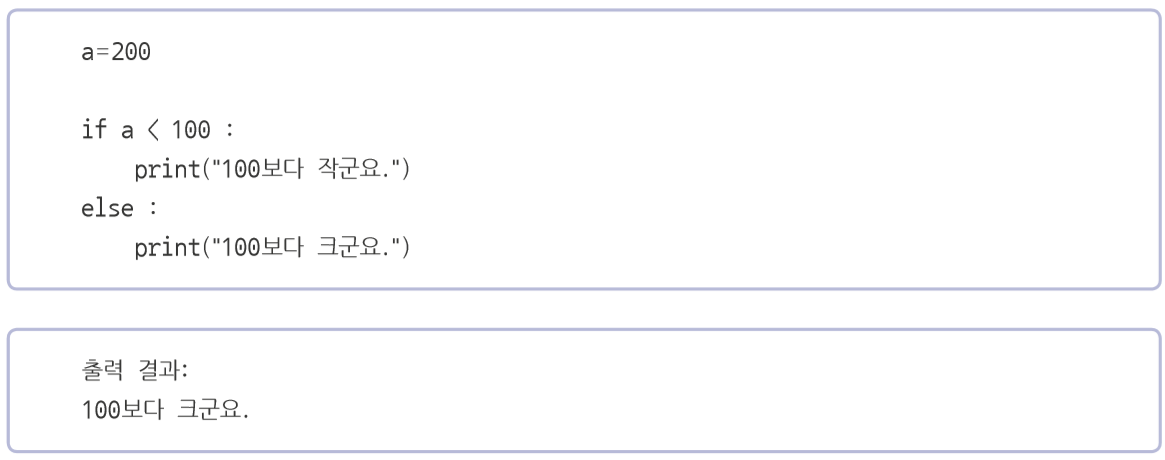 a=200
if a < 100 :
    print("100보다 작군요.")
else :
    print("100보다 크군요.")
출력 결과:
100보다 크군요.